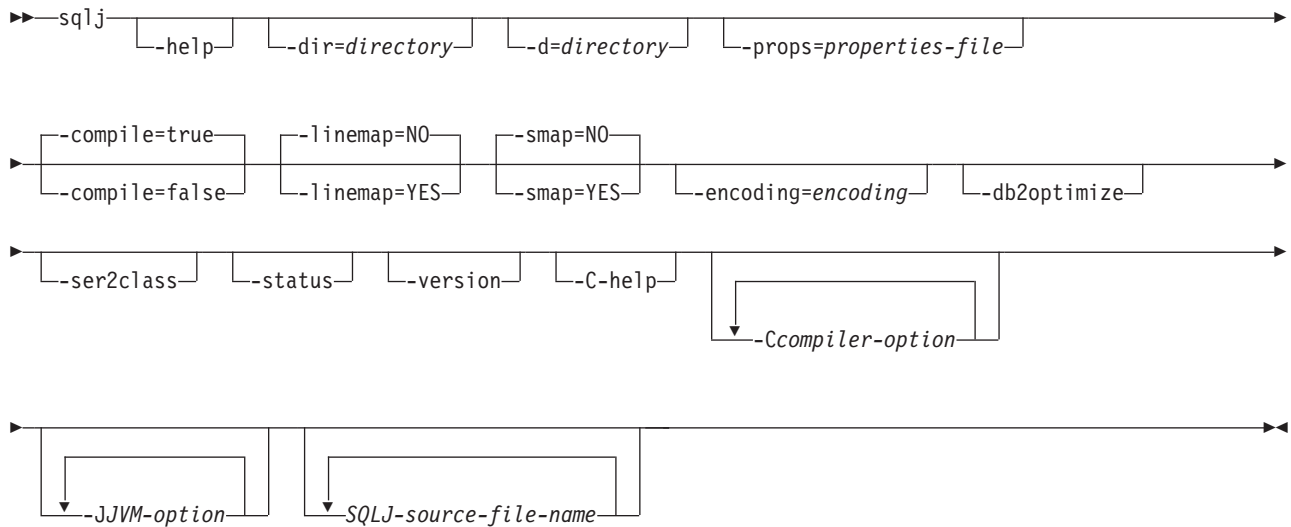 sqlj
-help -dir=directory -d=directory -props=properties-file
-compile=true -linemap=NO -smap=NO
-compile=false -linemap=YES -smap=YES -encoding=encoding -db2optimize
-ser2class -status -version -C-help
-Ccompiler-option
-JJVM-option SQLJ-source-file-name